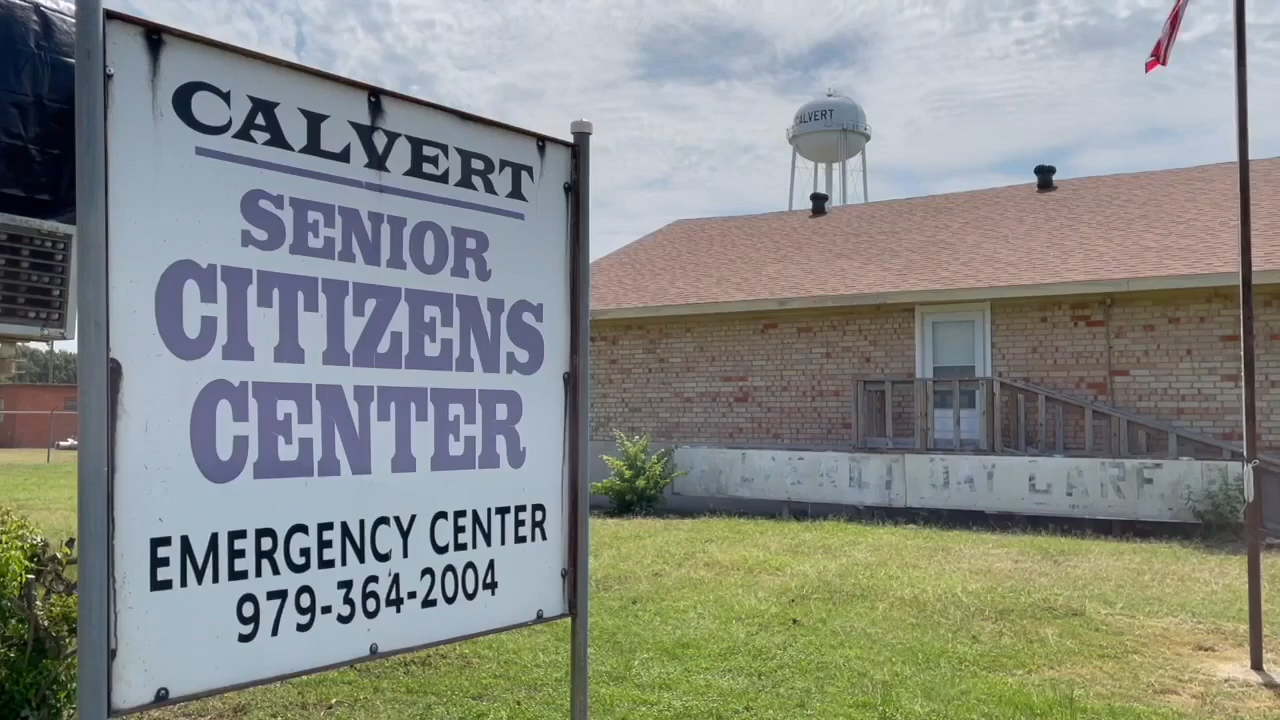 CALVERT
SENIOR
CITIZENS
CENTER
EMERGENCY CENTER
979-364-2004
CALVERT
DAY CARE